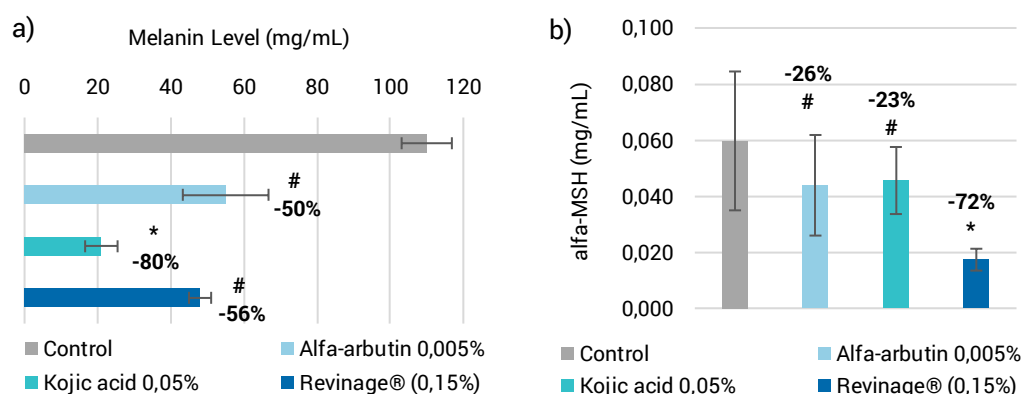 a)
Melanin Level (mg/mL)
0 20 40 60 80 100 120
#
-50%
*
-80%
#
-56%
Control
Alfa-arbutin 0,005%
Kojic acid 0,05%
Revinage® (0,15%)
b)
alfa-MSH (mg/mL)
0,100
0,080
0,060
0,040
0,020
0,000
-26%
#
-23%
#
-72%
*
Control
Alfa-arbutin 0,005%
Kojic acid 0,05%
Revinage® (0,15%)